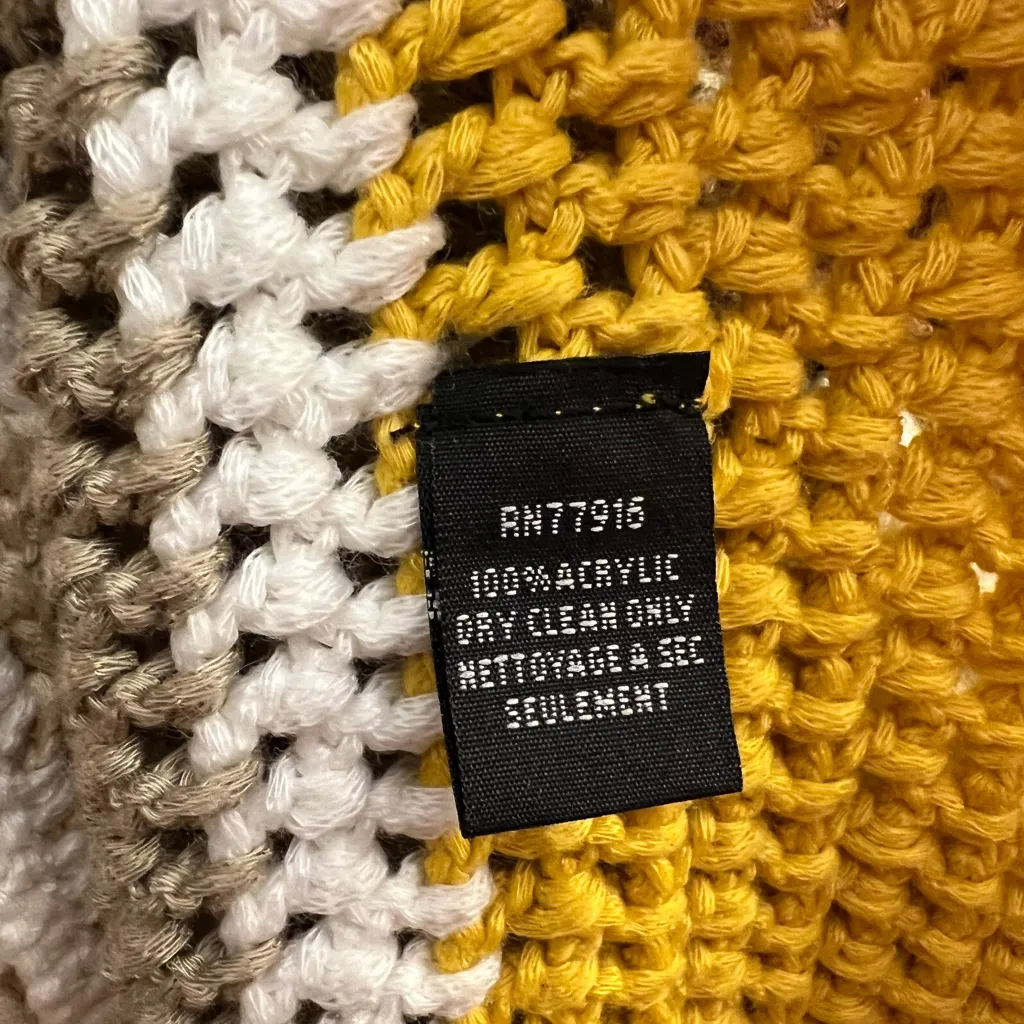 RN77916
100% ACRYLIC
DRY CLEAN ONLY
NETTOYAGE A SEC
SEULEMENT